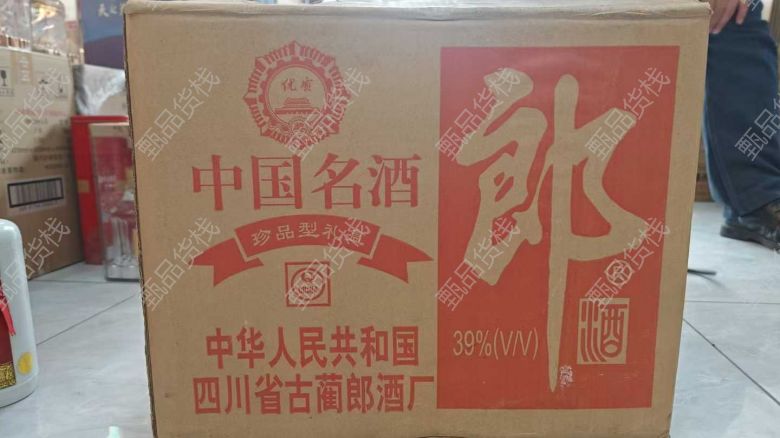 优质
中国名酒
珍品型礼盒
中华人民共和国
四川省古蔺郎酒厂
郎
酒
39%(V/V)
甄品货栈